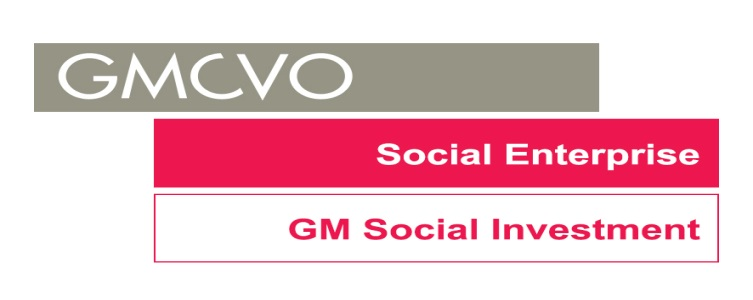 GMCVO
Social Enterprise
GM Social Investment